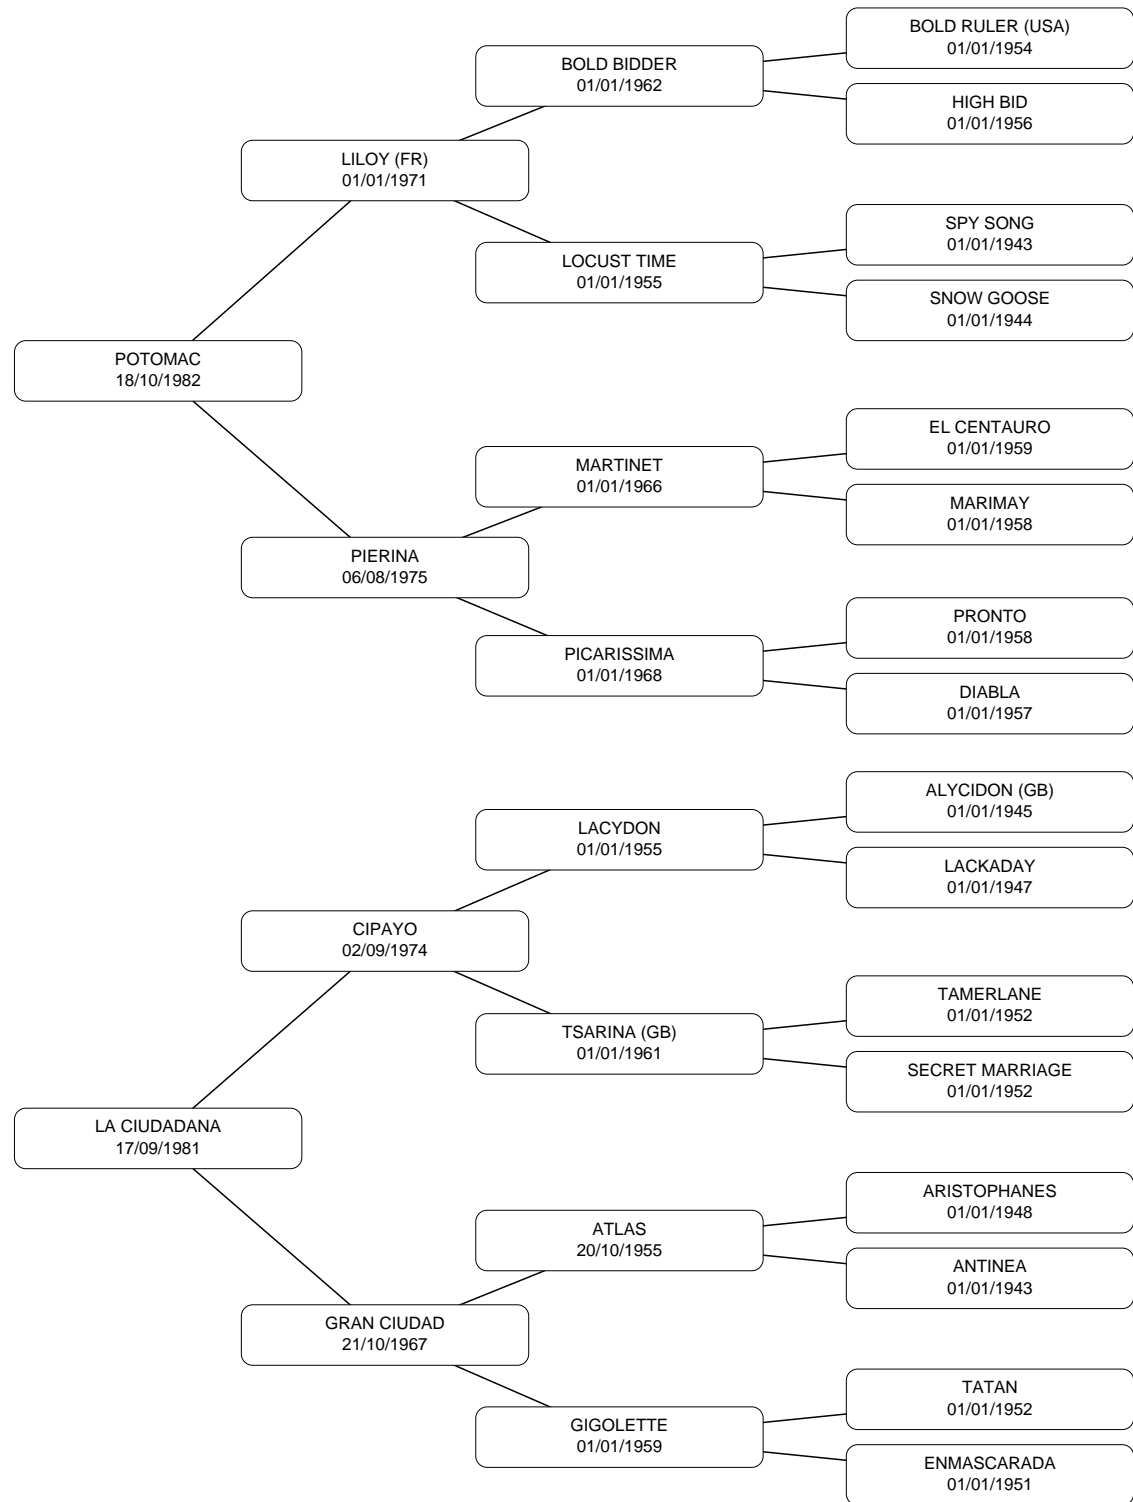 BOLD RULER (USA)
01/01/1954
BOLD BIDDER
01/01/1962
HIGH BID
01/01/1956
LILOY (FR)
01/01/1971
SPY SONG
01/01/1943
LOCUST TIME
01/01/1955
SNOW GOOSE
01/01/1944
POTOMAC
18/10/1982
EL CENTAURO
01/01/1959
MARTINET
01/01/1966
MARIMAY
01/01/1958
PIERINA
06/08/1975
PRONTO
01/01/1958
PICARISSIMA
01/01/1968
DIABLA
01/01/1957
ALYCIDON (GB)
01/01/1945
LACYDON
01/01/1955
LACKADAY
01/01/1947
CIPAYO
02/09/1974
TAMERLANE
01/01/1952
TSARINA (GB)
01/01/1961
SECRET MARRIAGE
01/01/1952
LA CIUDADANA
17/09/1981
ARISTOPHANES
01/01/1948
ATLAS
20/10/1955
ANTINEA
01/01/1943
GRAN CIUDAD
21/10/1967
TATAN
01/01/1952
GIGOLETTE
01/01/1959
ENMASCARADA
01/01/1951